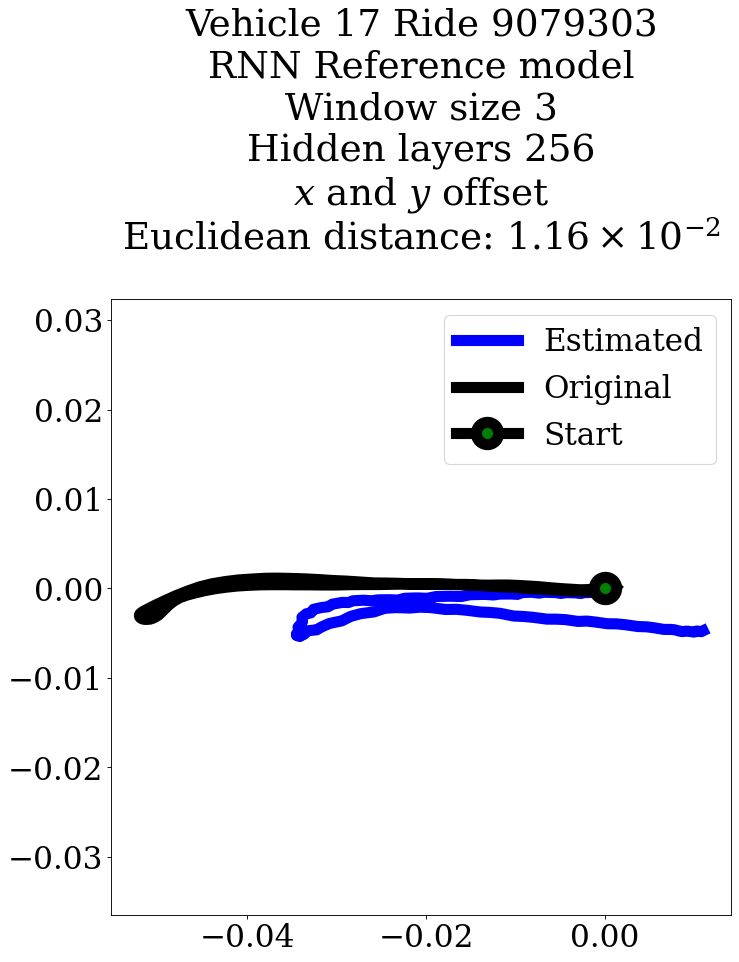 Vehicle 17 Ride 9079303
RNN Reference model
Window size 3
Hidden layers 256
x and y offset
Euclidean distance: 1.16 × 10⁻²
Estimated
Original
Start
0.03
0.02
0.01
0.00
−0.01
−0.02
−0.03
−0.04
−0.02
0.00